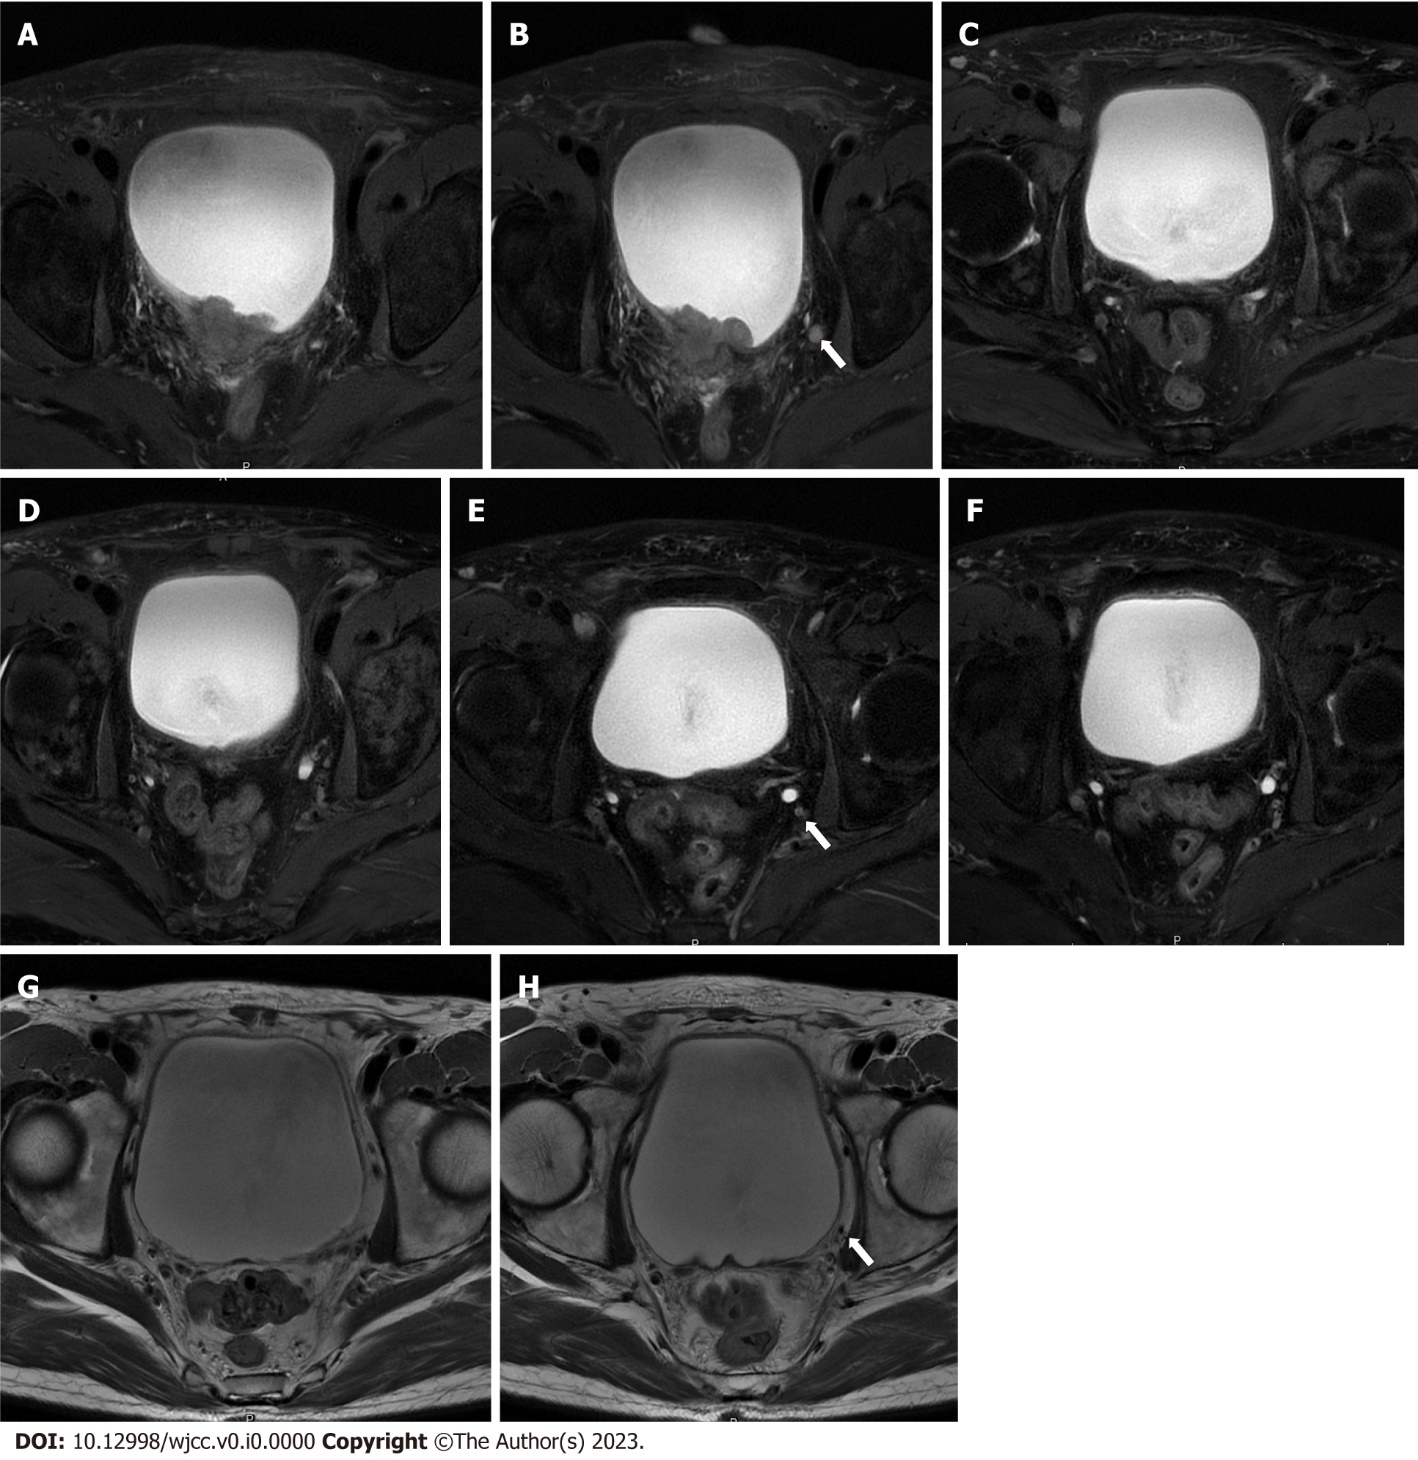 A
B
C
P
D
E
F
P
P
G
H
P
DOI: 10.12998/wjcc.v0.i0.0000 Copyright ©The Author(s) 2023.